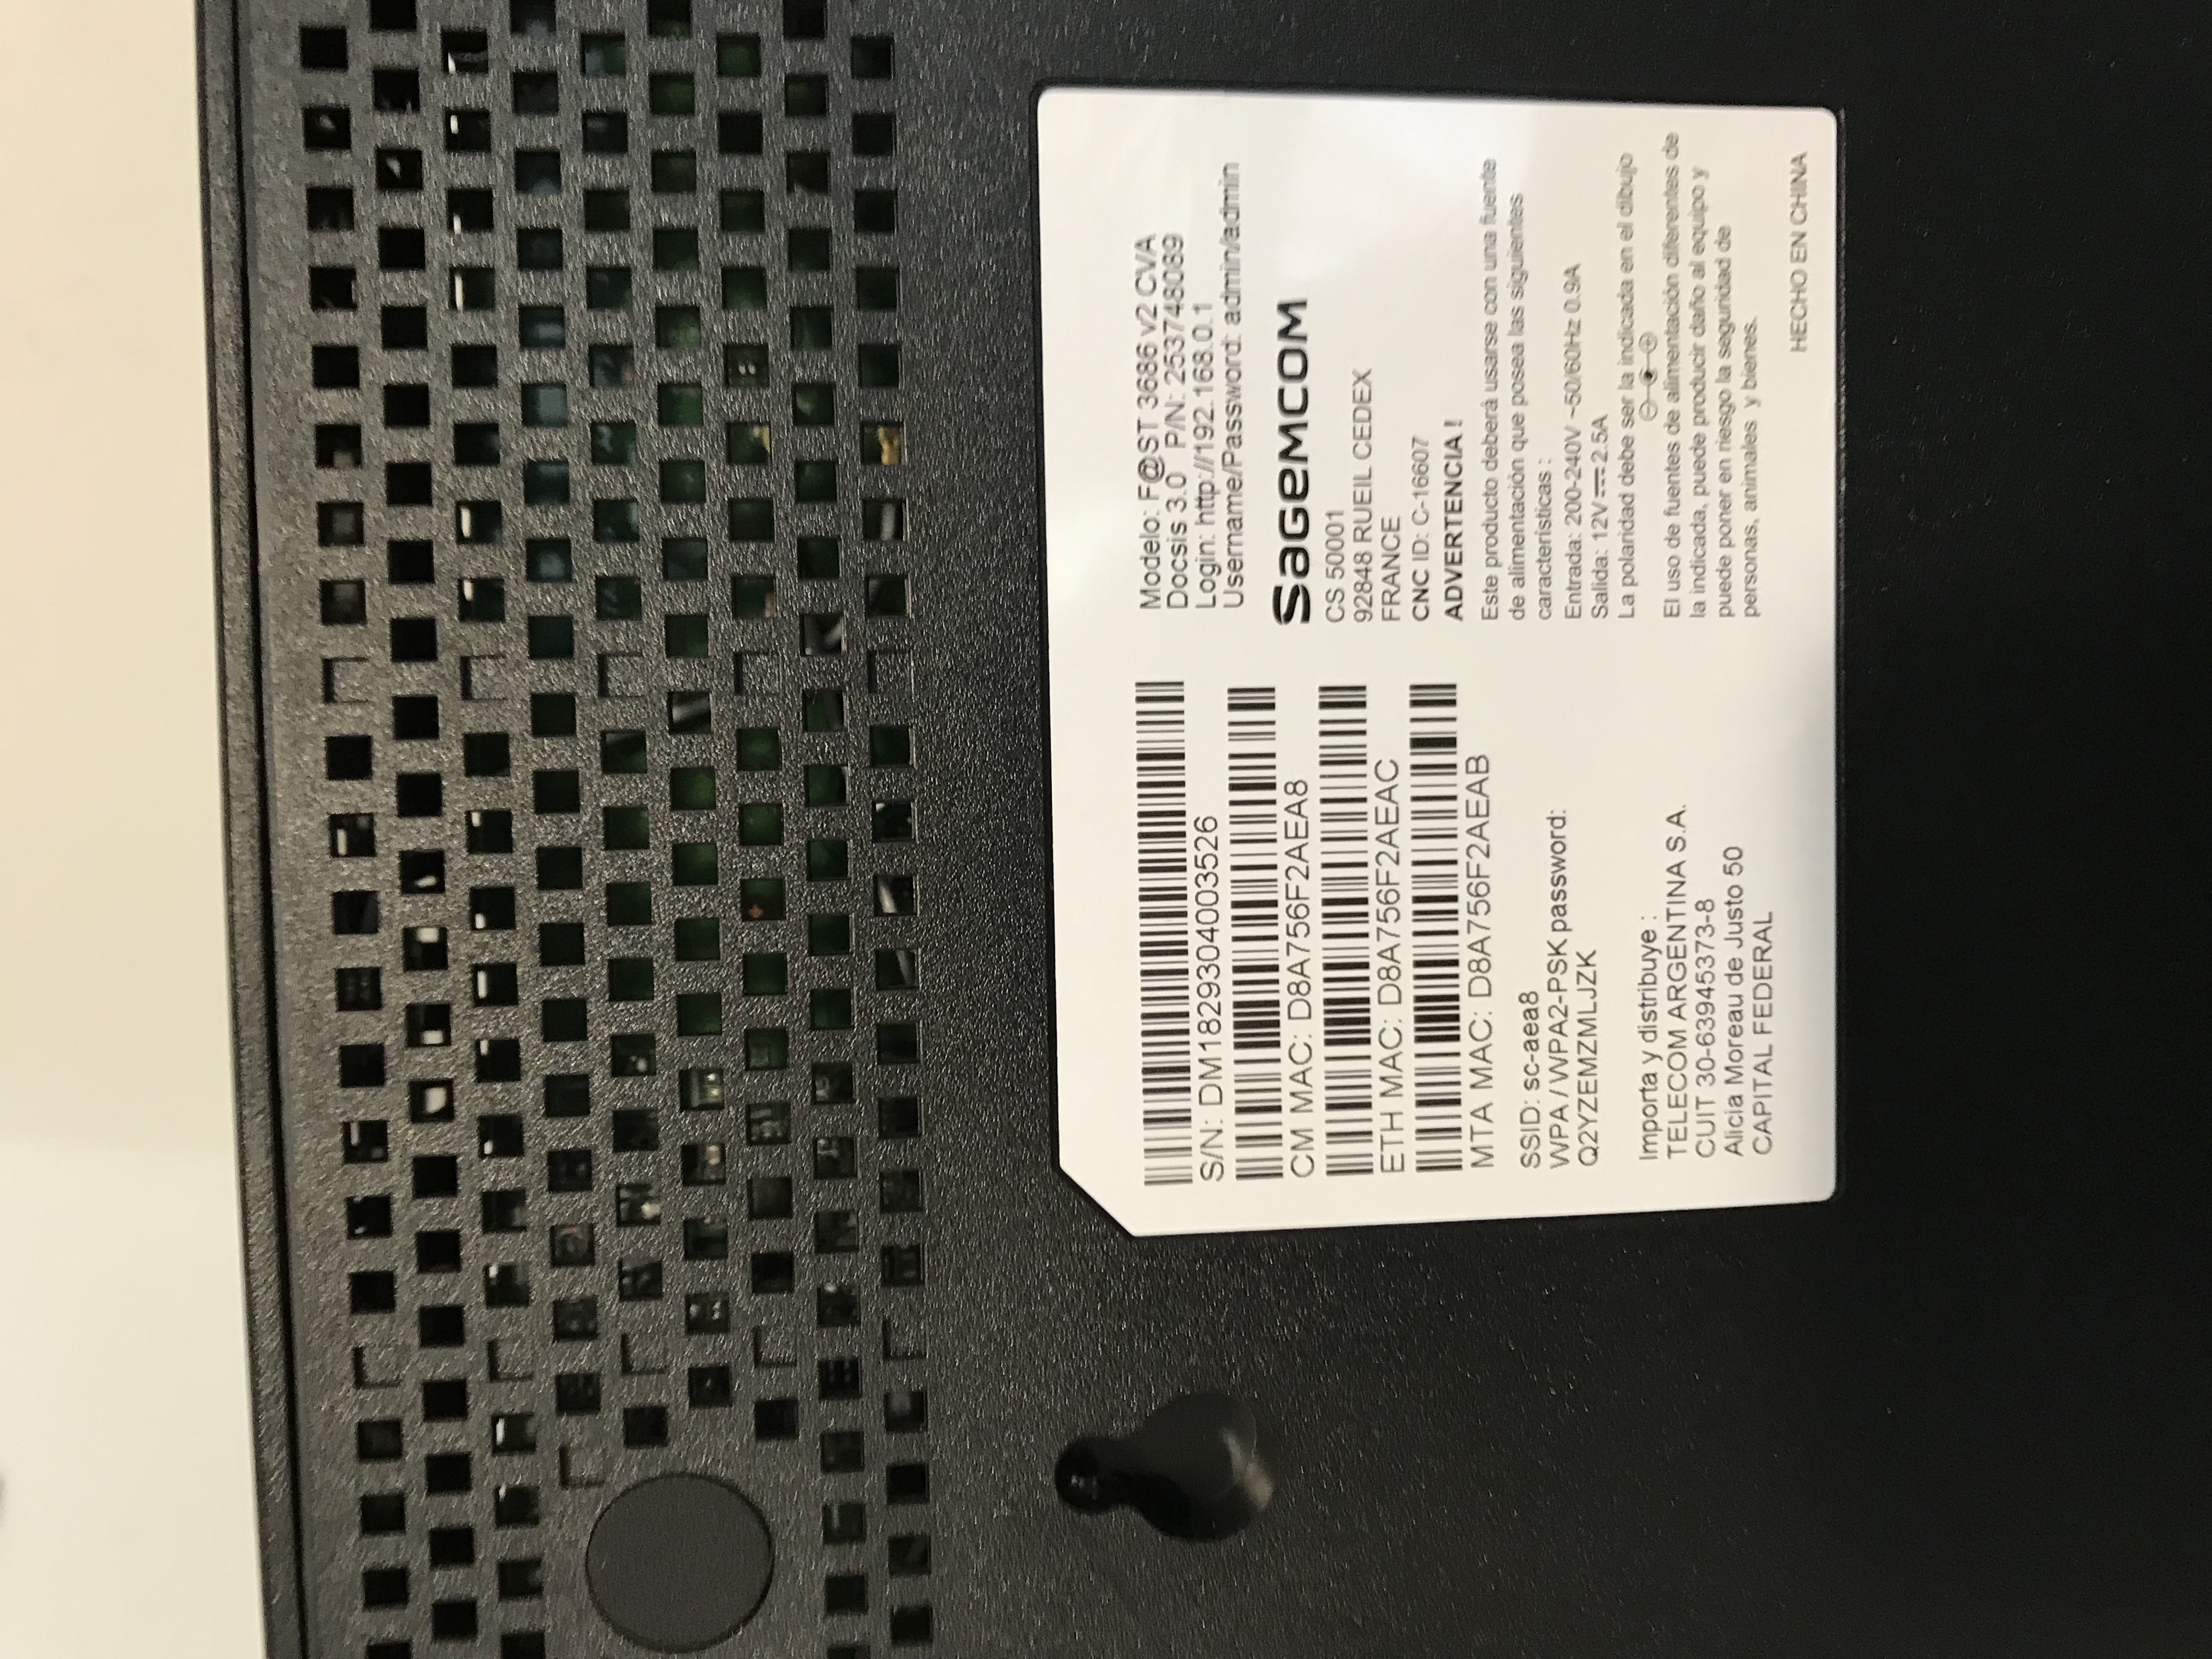 S/N: DM1829304003526
CM MAC: D8A756F2AEA8
ETH MAC: D8A756F2AEAC
MTA MAC: D8A756F2AEAB
SSID: sc-aea8
WPA / WPA2-PSK password:
Q2YZEMZMLJZK
Importa y distribuye :
TELECOM ARGENTINA S.A.
CUIT 30-63945373-8
Alicia Moreau de Justo 50
CAPITAL FEDERAL
Modelo: F@ST 3686 v2 CVA
Docsis 3.0 P/N: 253748089
Login: http://192.168.0.1
Username/Password: admin/admin
SAGEMCOM
CS 50001
92848 RUEIL CEDEX
FRANCE
CNC ID: C-16607
ADVERTENCIA !
Este producto deberá usarse con una fuente
de alimentación que posea las siguientes
características :
Entrada: 200-240V ~50/60Hz 0.9A
Salida: 12V⎓2.5A
La polaridad debe ser la indicada en el dibujo
El uso de fuentes de alimentación diferentes de
la indicada, puede producir daño al equipo y
puede poner en riesgo la seguridad de
personas, animales y bienes.
HECHO EN CHINA